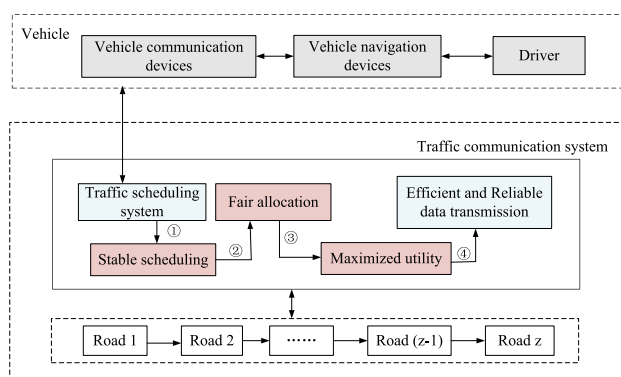 Vehicle
Vehicle communication
devices
Vehicle navigation
devices
Driver
Traffic communication system
Traffic scheduling
system
Fair allocation
Efficient and Reliable
data transmission
①
②
③
④
Stable scheduling
Maximized utility
Road 1
Road 2
······
Road (z-1)
Road z